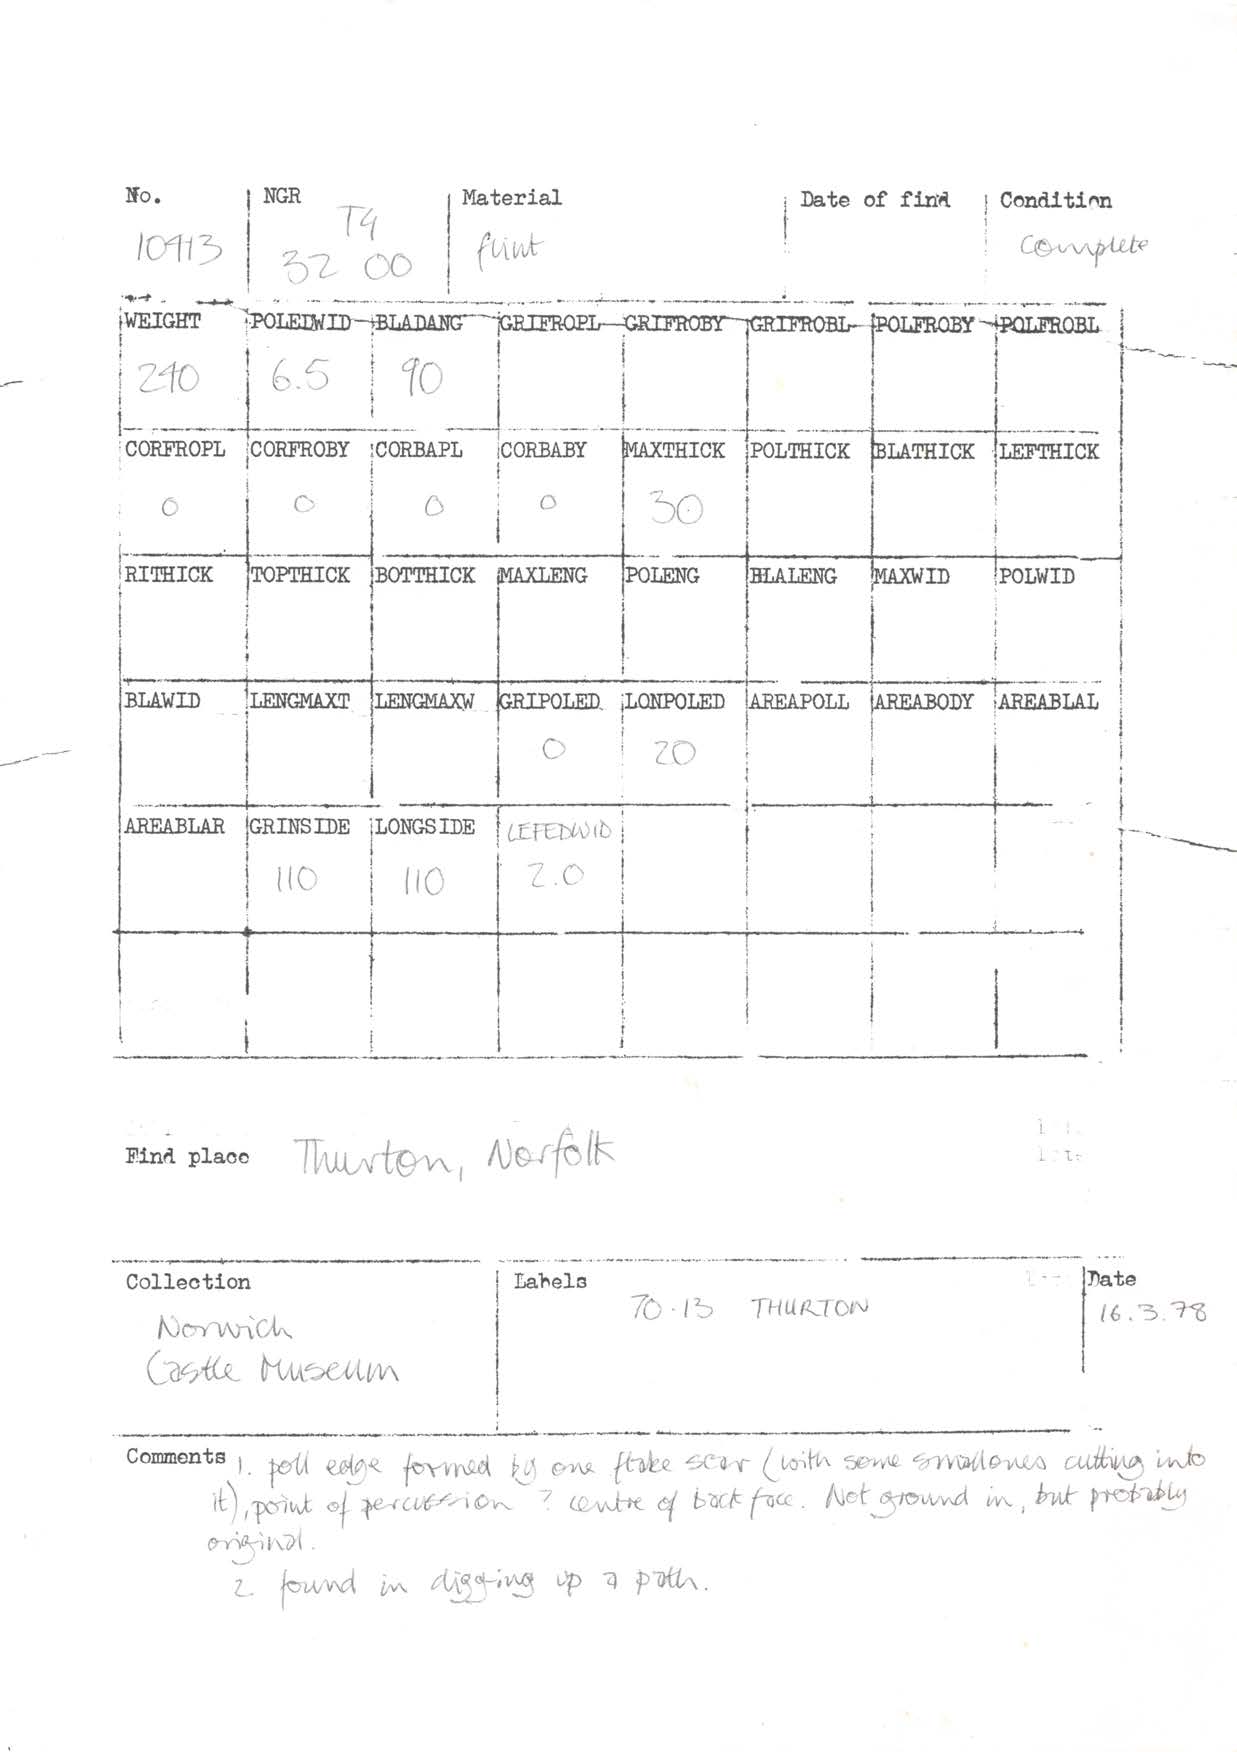 No. NGR Material Date of find Condition
TG
10413 32 00 flint complete
WEIGHT POLEDWID BLADANG GRIFROPL GRIFROBY GRIFROBL POLFROBY POLFROBL
240 6.5 90
CORFROPL CORFROBY CORBAPL CORBABY MAXTHICK POLTHICK BLATHICK LEFTHICK
0 0 0 0 30
RITHICK TOPTHICK BOTTHICK MAXLENG POLENG BLALENG MAXWID POLWID
BLAWID LENGMAXT LENGMAXW GRIPOLED LONPOLED AREAPOLL AREABODY AREABLAL
0 20
AREABLAR GRINSIDE LONGSIDE LEFEDWID
110 110 2.0
Find place Thurton, Norfolk
Collection Labels Date
70.13 THURTON 16.3.78
Norwich
Castle Museum
Comments 1. poll edge formed by one flake scar (with some small ones cutting into
it), point of percussion ? centre of back face. Not ground in, but probably
original.
2. found in digging up a path.